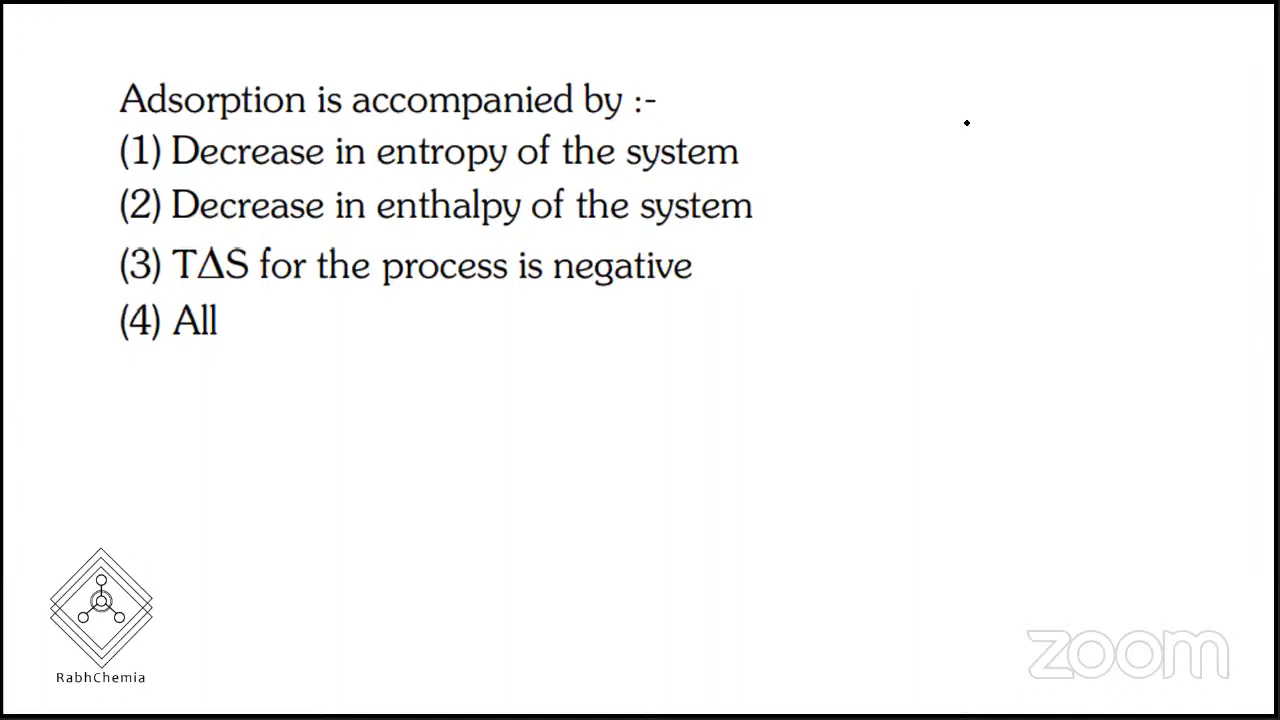 Adsorption is accompanied by :-
(1) Decrease in entropy of the system
(2) Decrease in enthalpy of the system
(3) TΔS for the process is negative
(4) All
RabhChemia
zoom